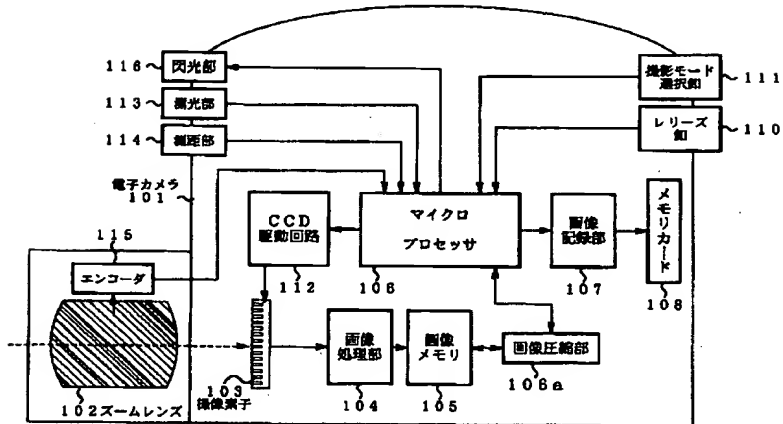 116 閃光部
113 測光部
114 測距部
撮影モード
選択釦 111
レリーズ
釦 110
電子カメラ
101
115
エンコーダ
CCD
駆動回路
112
マイクロ
プロセッサ
106
画像
記録部
107
メモリカード
108
102ズームレンズ
103
撮像素子
画像
処理部
104
画像
メモリ
105
画像圧縮部
106a